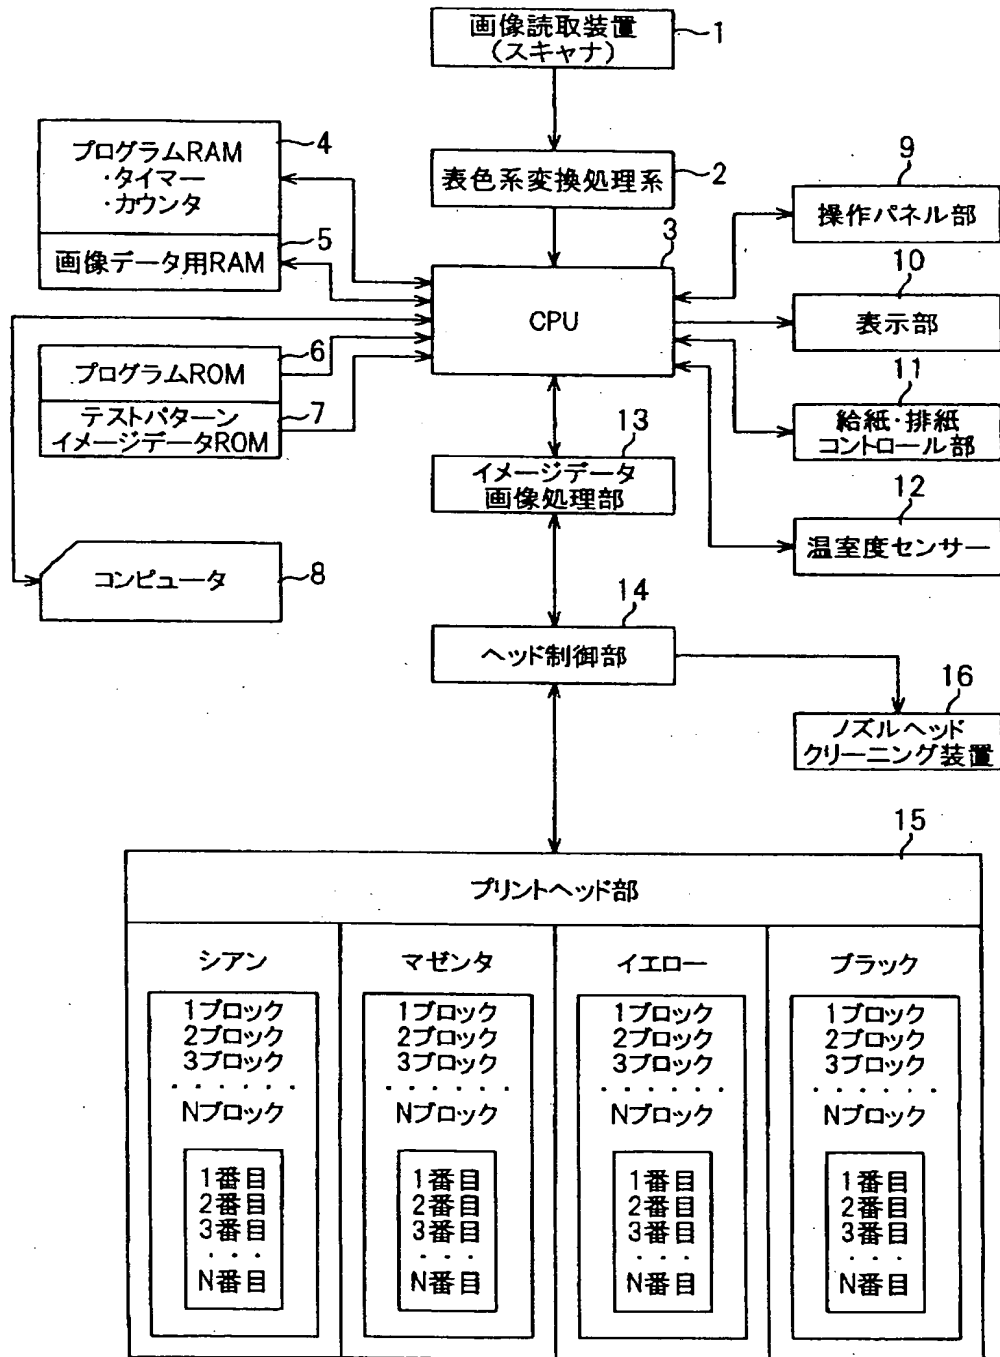 画像読取装置
(スキャナ)
1
表色系変換処理系
2
プログラムRAM
・タイマー
・カウンタ
4
画像データ用RAM
5
CPU
3
操作パネル部
9
表示部
10
プログラムROM
6
テストパターン
イメージデータROM
7
給紙・排紙
コントロール部
11
イメージデータ
画像処理部
13
温室度センサー
12
コンピュータ
8
ヘッド制御部
14
ノズルヘッド
クリーニング装置
16
15
プリントヘッド部
シアン
1ブロック
2ブロック
3ブロック
・・・・・・
Nブロック
1番目
2番目
3番目
・・・
N番目
マゼンタ
1ブロック
2ブロック
3ブロック
・・・・・・
Nブロック
1番目
2番目
3番目
・・・
N番目
イエロー
1ブロック
2ブロック
3ブロック
・・・・・・
Nブロック
1番目
2番目
3番目
・・・
N番目
ブラック
1ブロック
2ブロック
3ブロック
・・・・・・
Nブロック
1番目
2番目
3番目
・・・
N番目